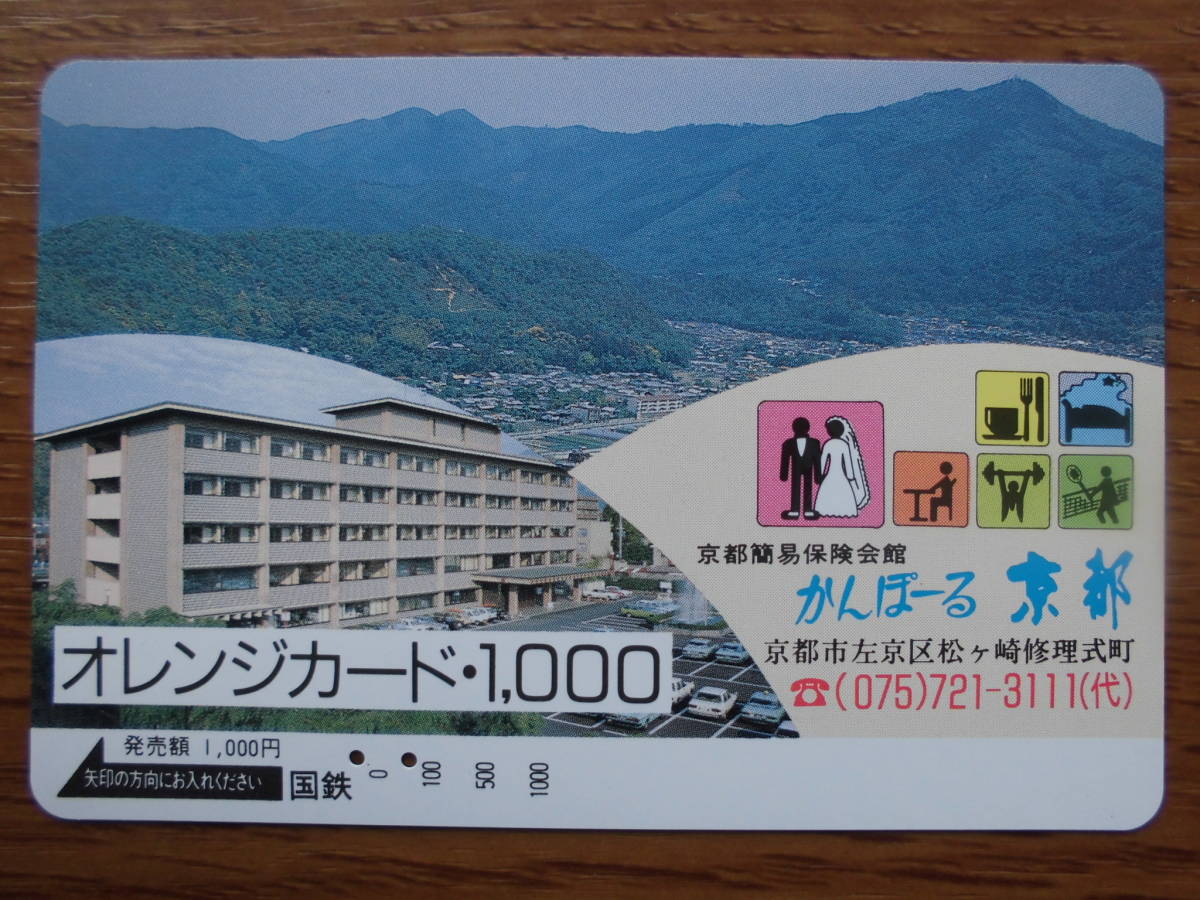 京都簡易保険会館
かんぽーる 京都
京都市左京区松ヶ崎修理式町
☎(075)721-3111(代)
オレンジカード・1,000
発売額 1,000円
矢印の方向にお入れください
国鉄
0 100 500 1000